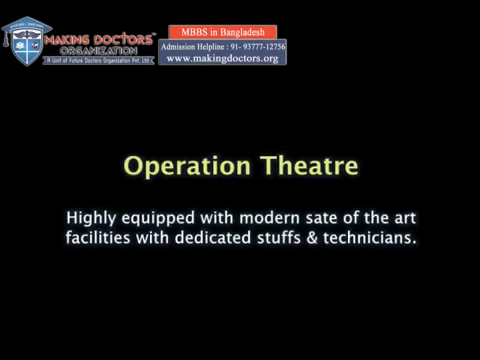 MAKING DOCTORS™
ORGANIZATION
A Unit of Future Doctors Organization Pvt. Ltd.
MBBS in Bangladesh
Admission Helpline : 91- 93777-12756
www.makingdoctors.org
Operation Theatre
Highly equipped with modern sate of the art
facilities with dedicated stuffs & technicians.